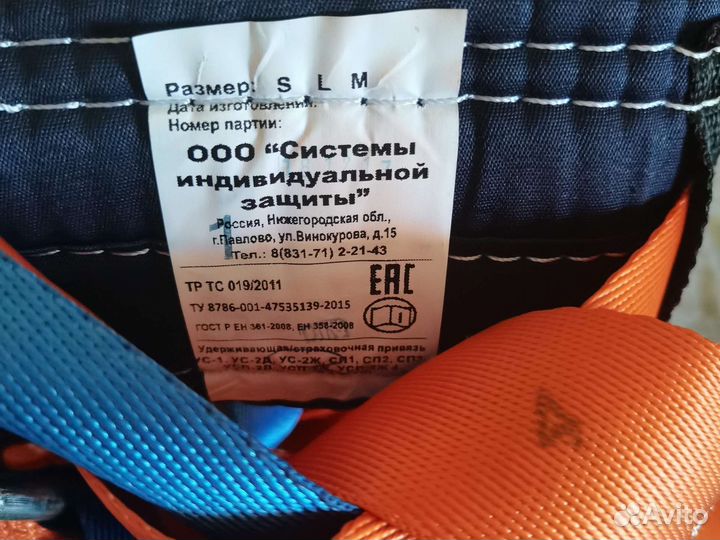 Размер: S L M
Дата изготовления:
Номер партии:
ООО “Системы
индивидуальной
защиты”
Россия, Нижегородская обл.,
г.Павлово, ул.Винокурова, д.15
Тел.: 8(831-71) 2-21-43
ТР ТС 019/2011
EAC
ТУ 8786-001-47535139-2015
ГОСТ Р ЕН 361-2008, ЕН 358-2008
Удерживающая/страховочная привязь
УС-1, УС-2Д, УС-2Ж, СП1, СП2, СП3
Avito